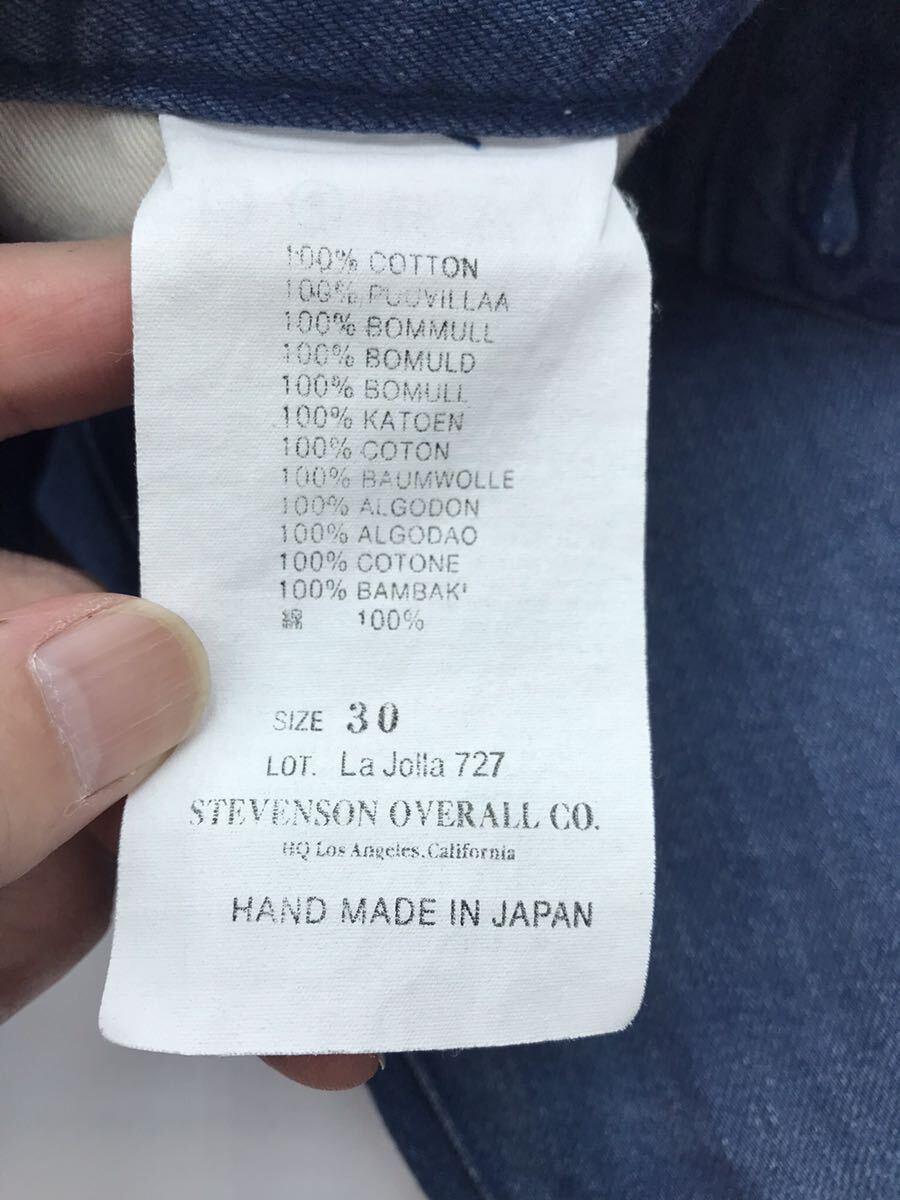 100% COTTON
100% PUUVILLAA
100% BOMMULL
100% BOMULD
100% BOMULL
100% KATOEN
100% COTON
100% BAUMWOLLE
100% ALGODON
100% ALGODAO
100% COTONE
100% BAMBAKI
綿 100%
SIZE 30
LOT. La Jolla 727
STEVENSON OVERALL CO.
HQ Los Angeles, California
HAND MADE IN JAPAN